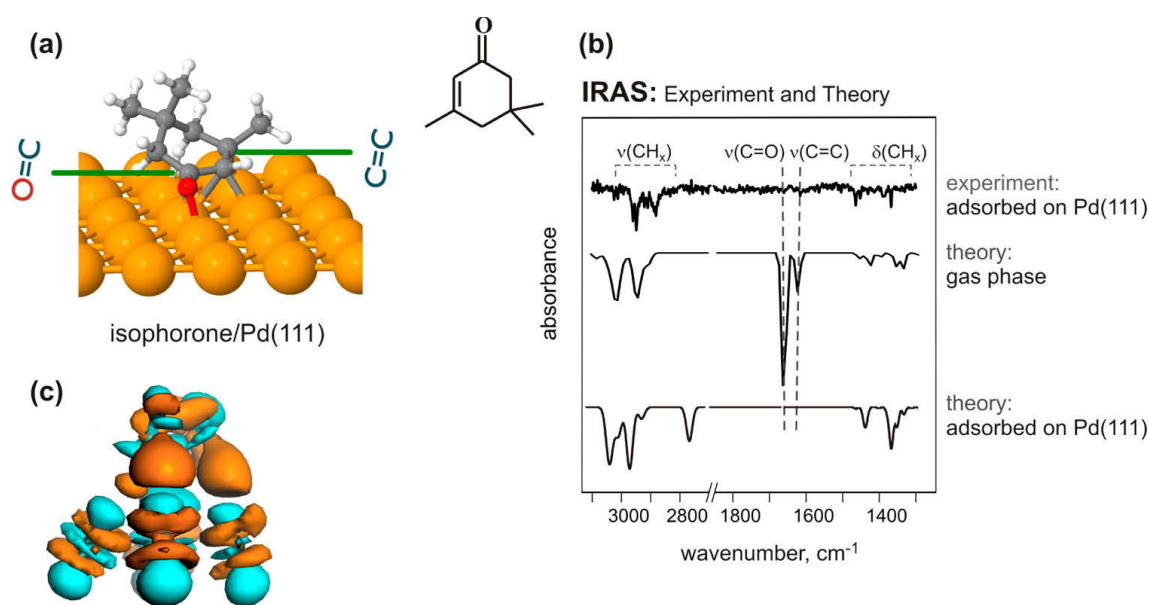 (a)
O
(b)
IRAS: Experiment and Theory
O=C
C=C
ν(CHx)
ν(C=O)
ν(C=C)
δ(CHx)
experiment:
adsorbed on Pd(111)
theory:
gas phase
absorbance
isophorone/Pd(111)
(c)
theory:
adsorbed on Pd(111)
3000
2800
1800
1600
1400
wavenumber, cm⁻¹